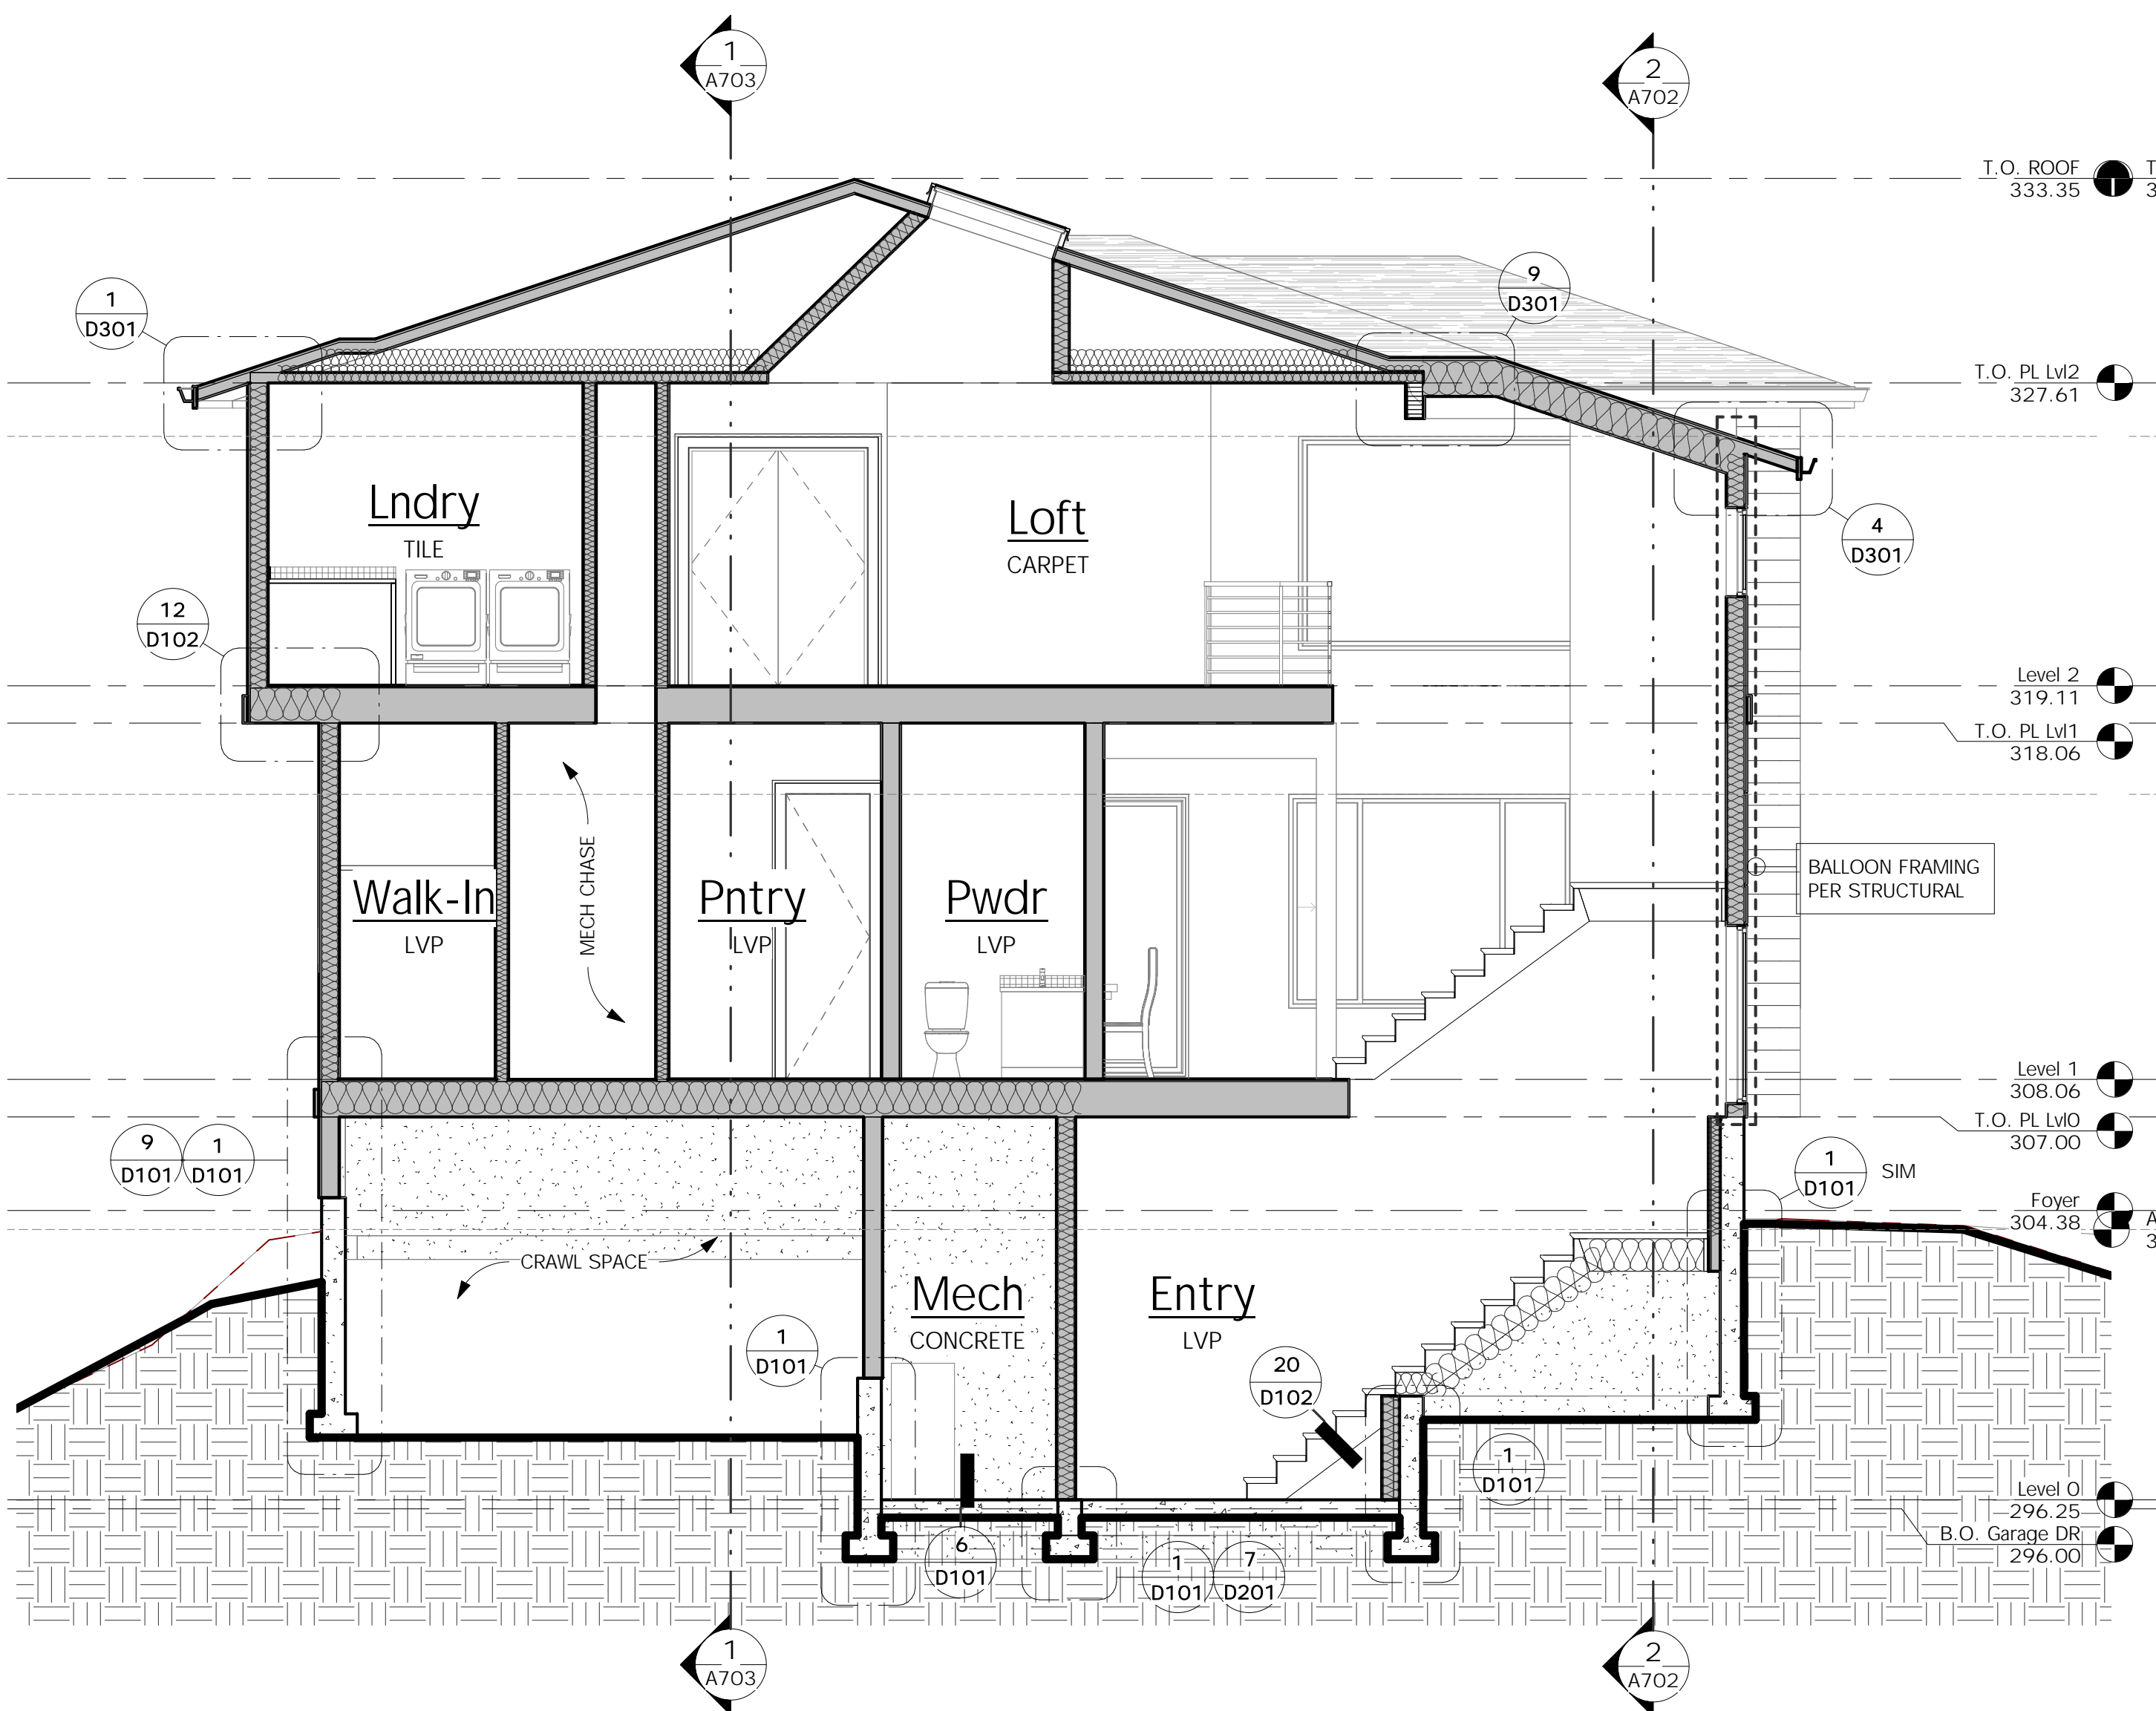 1
A703
2
A702
T.O. ROOF
333.35
T
3
1
D301
9
D301
T.O. PL Lvl2
327.61
Lndry
TILE
Loft
CARPET
4
D301
12
D102
Level 2
319.11
T.O. PL Lvl1
318.06
MECH CHASE
BALLOON FRAMING
PER STRUCTURAL
Walk-In
LVP
Pntry
LVP
Pwdr
LVP
Level 1
308.06
T.O. PL Lvl0
307.00
9
D101
1
D101
1
D101
SIM
Foyer
304.38
A
3
CRAWL SPACE
Mech
CONCRETE
Entry
LVP
1
D101
20
D102
1
D101
Level 0
296.25
B.O. Garage DR
296.00
6
D101
1
D101
7
D201
1
A703
2
A702